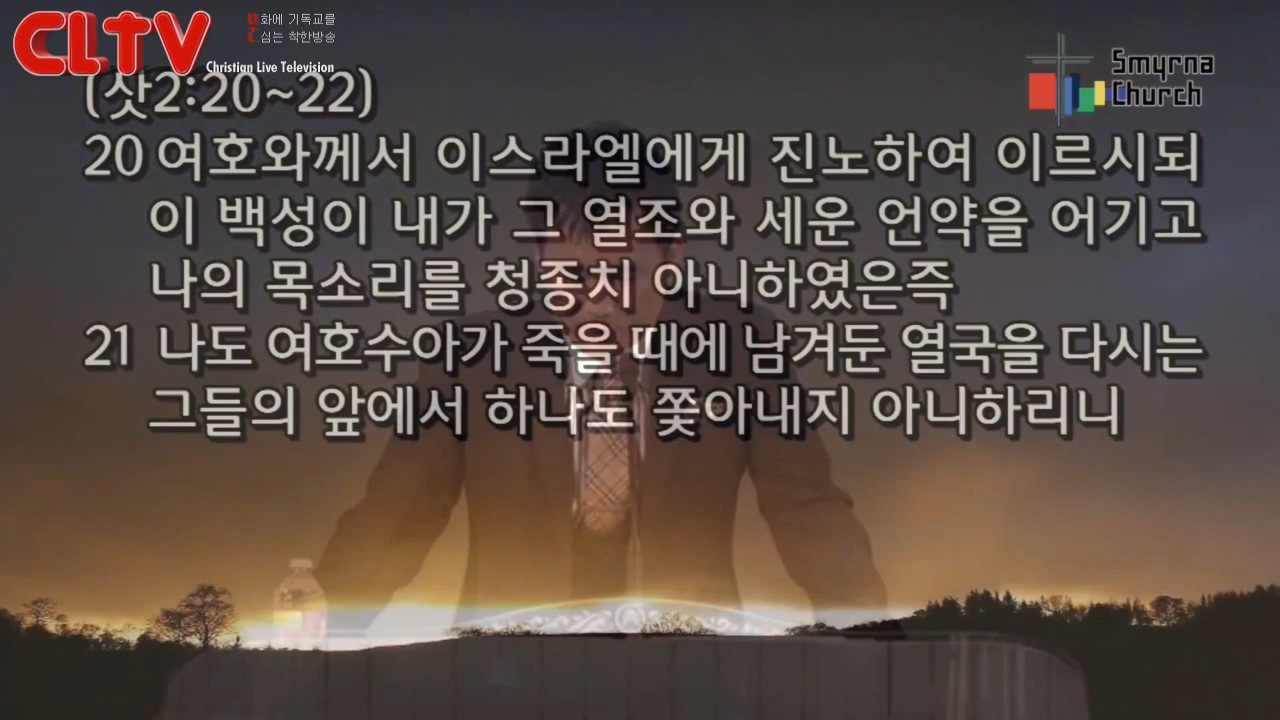 CLTV
문화에 기독교를
심는 착한방송
Christian Live Television
Smyrna
Church
(삿2:20~22)
20 여호와께서 이스라엘에게 진노하여 이르시되
이 백성이 내가 그 열조와 세운 언약을 어기고
나의 목소리를 청종치 아니하였은즉
21 나도 여호수아가 죽을 때에 남겨둔 열국을 다시는
그들의 앞에서 하나도 쫓아내지 아니하리니